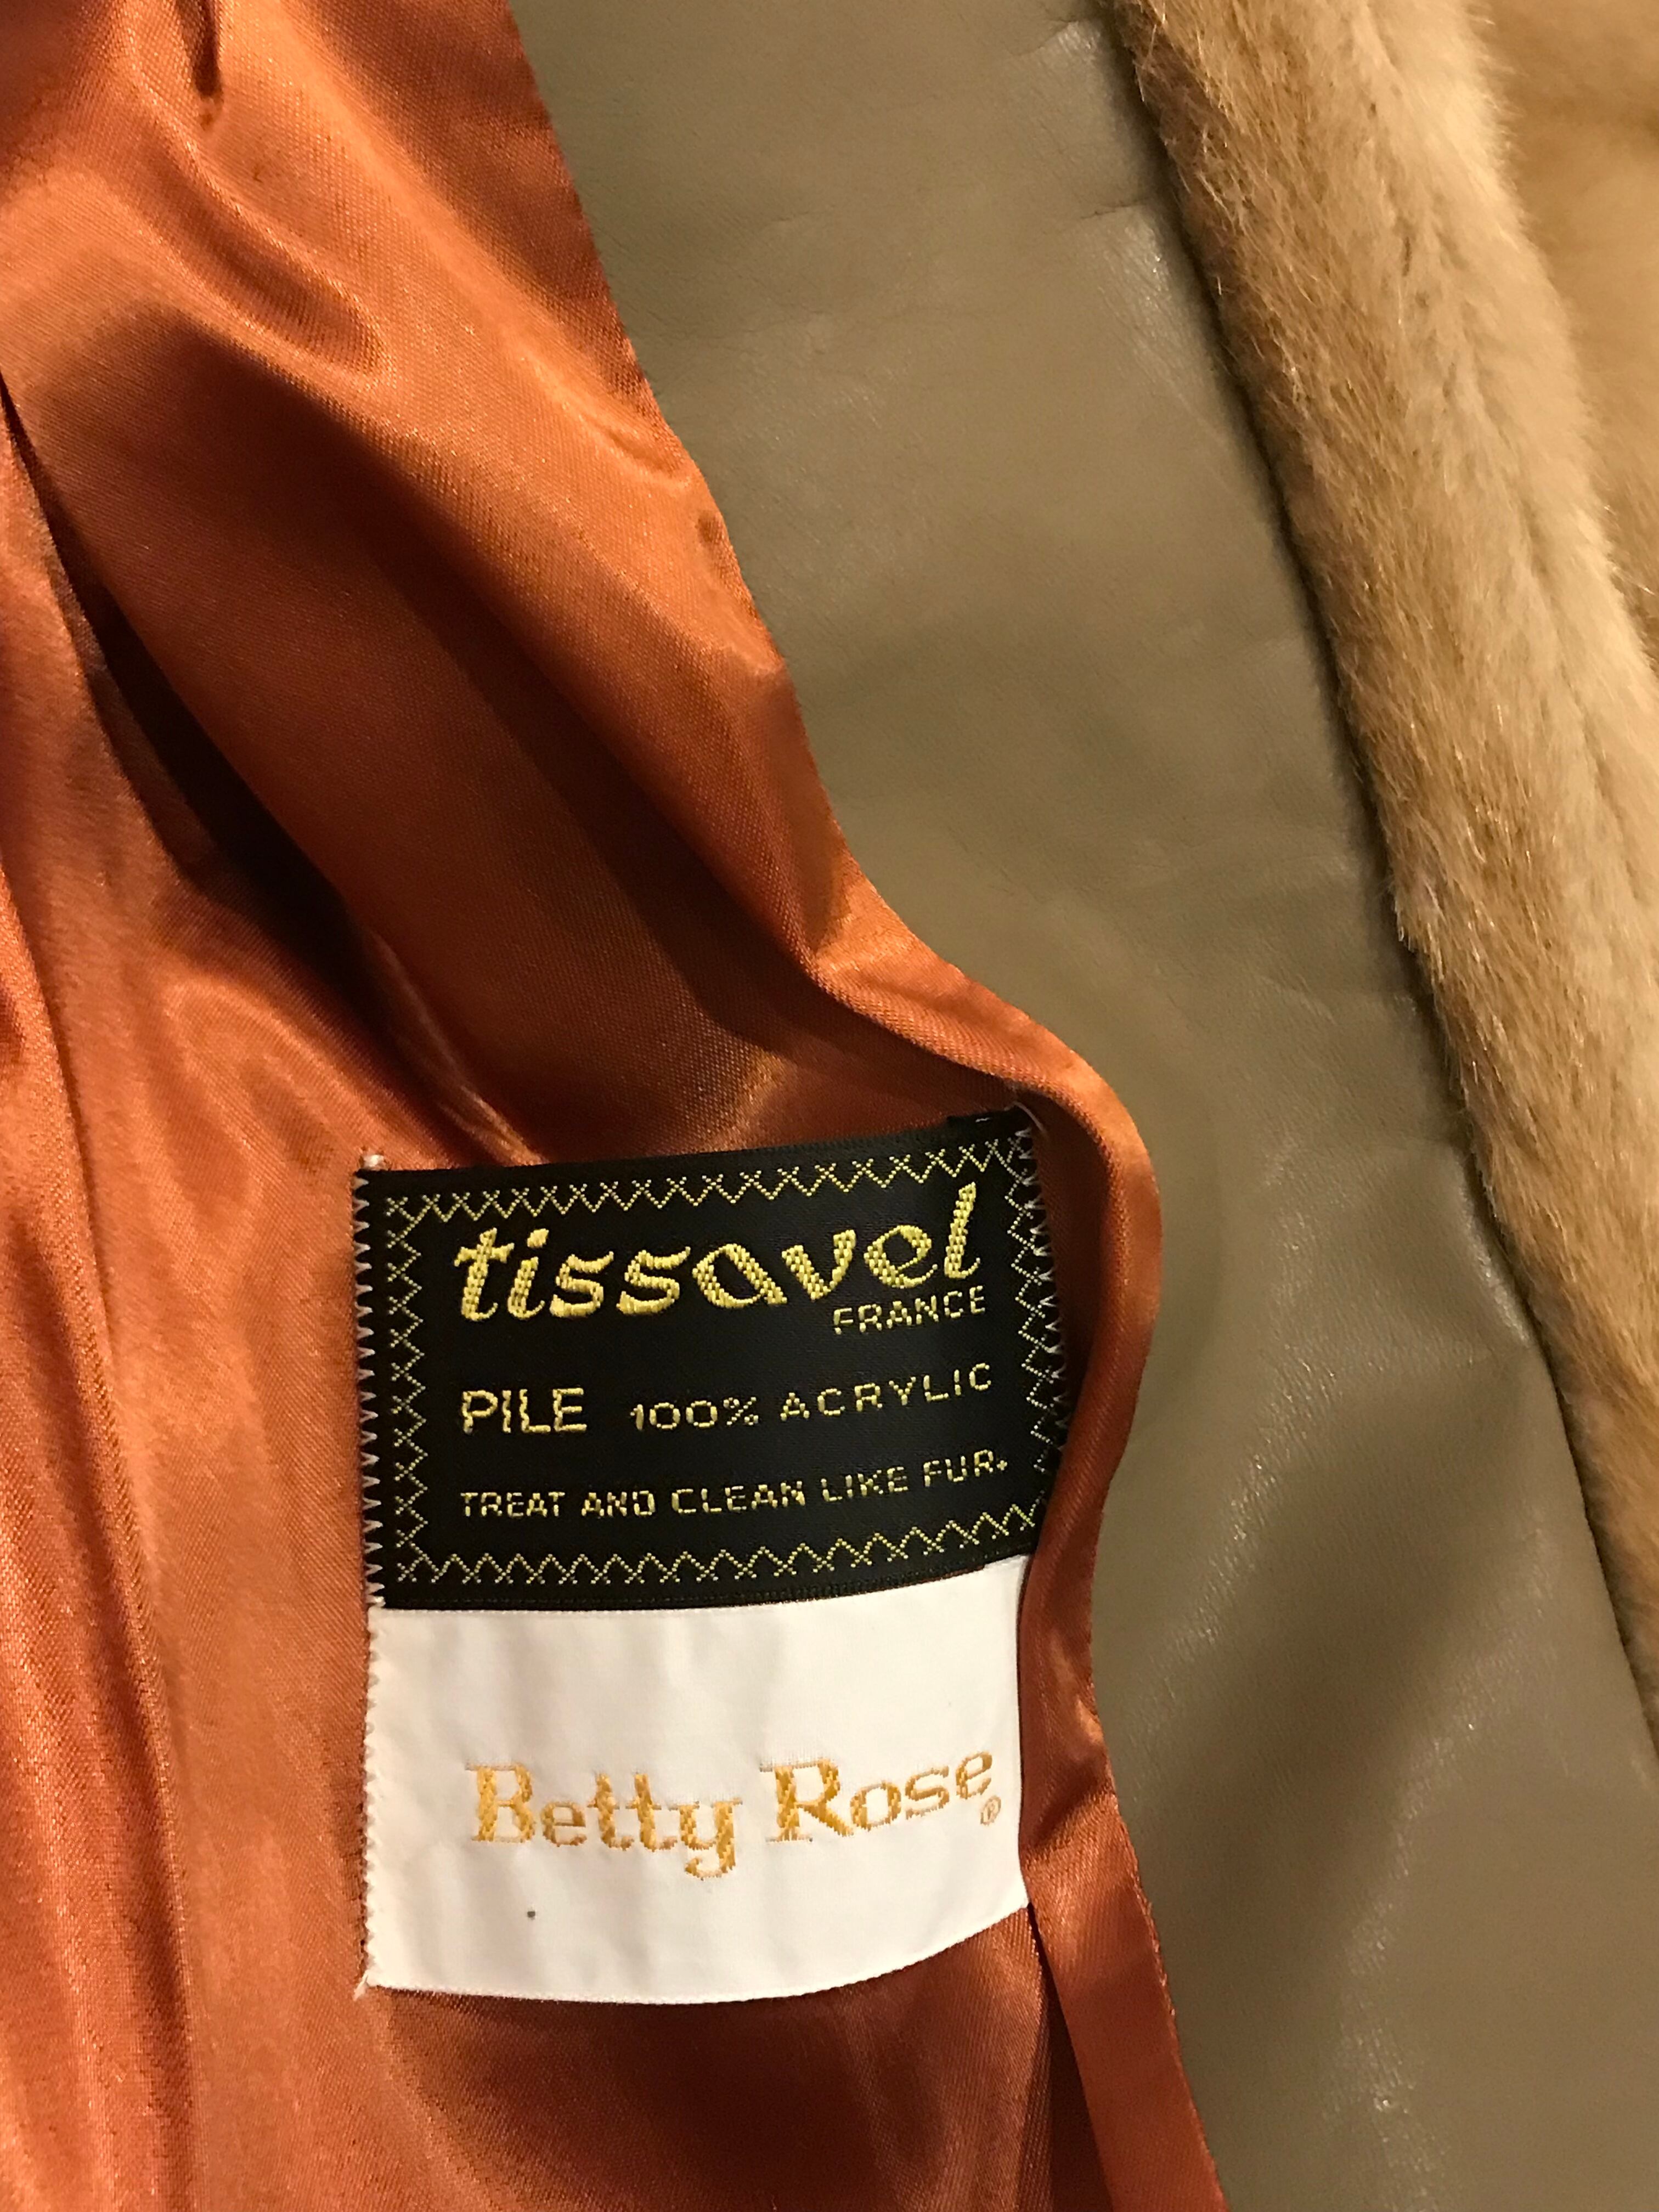 tissavel
FRANCE
PILE 100% ACRYLIC
TREAT AND CLEAN LIKE FUR.
Betty Rose®